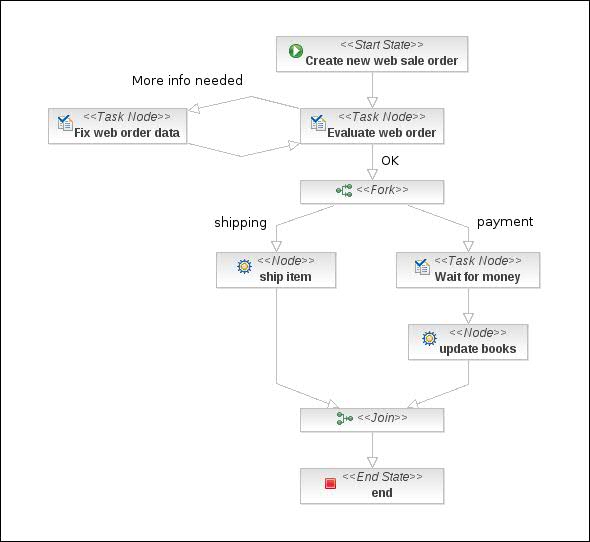 <<Start State>>
Create new web sale order
More info needed
<<Task Node>>
Fix web order data
<<Task Node>>
Evaluate web order
OK
<<Fork>>
shipping
payment
<<Node>>
ship item
<<Task Node>>
Wait for money
<<Node>>
update books
<<Join>>
<<End State>>
end